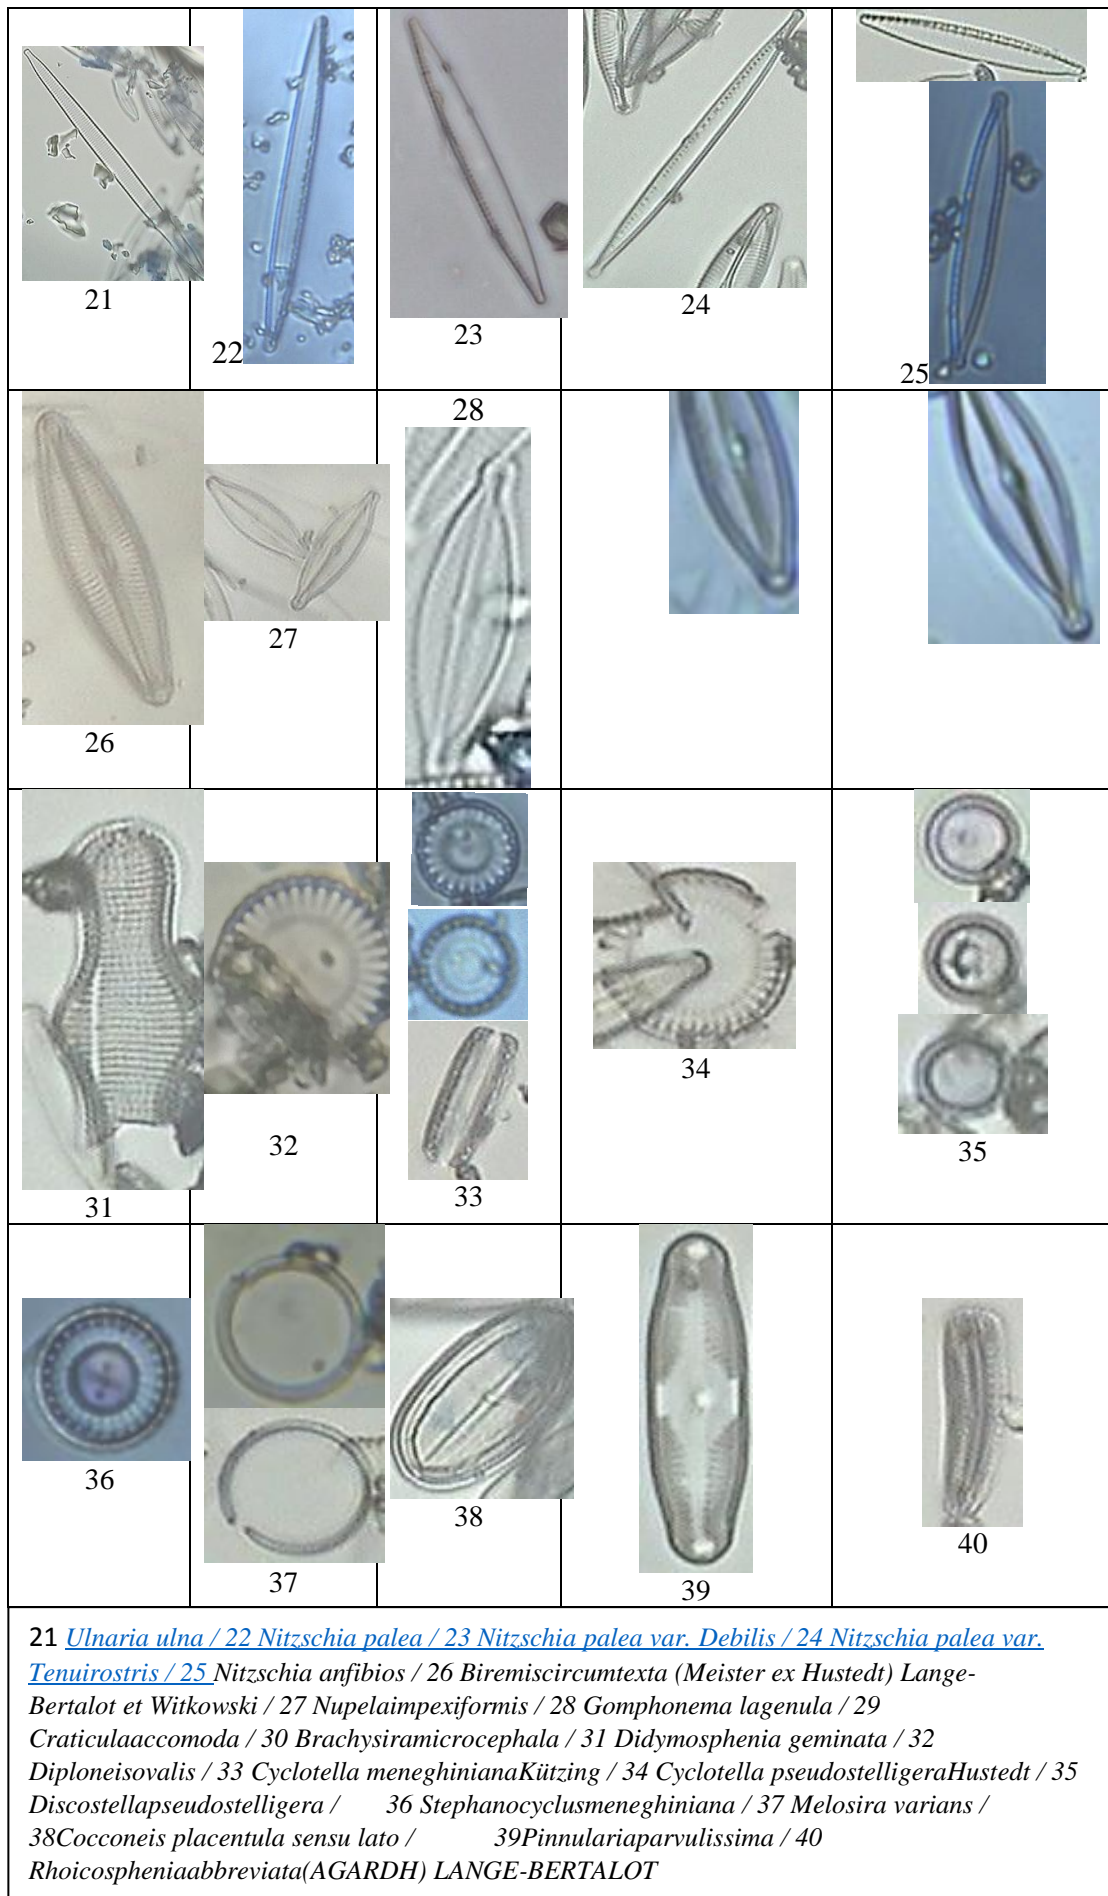 21
22
23
24
25
26
27
28
31
32
33
34
35
36
37
38
39
40
21 Ulnaria ulna / 22 Nitzschia palea / 23 Nitzschia palea var. Debilis / 24 Nitzschia palea var.
Tenuirostris / 25 Nitzschia anfibios / 26 Biremiscircumtexta (Meister ex Hustedt) Lange-
Bertalot et Witkowski / 27 Nupelaimpexiformis / 28 Gomphonema lagenula / 29
Craticulaaccomoda / 30 Brachysiramicrocephala / 31 Didymosphenia geminata / 32
Diploneisovalis / 33 Cyclotella meneghinianaKützing / 34 Cyclotella pseudostelligeraHustedt / 35
Discostellapseudostelligera / 36 Stephanocyclusmeneghiniana / 37 Melosira varians /
38Cocconeis placentula sensu lato / 39Pinnulariaparvulissima / 40
Rhoicospheniaabbreviata(AGARDH) LANGE-BERTALOT